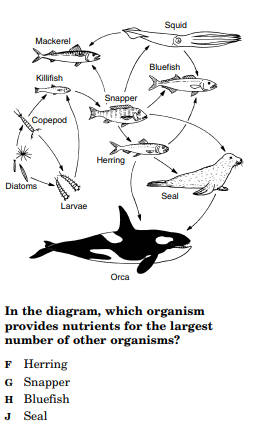 Squid
Mackerel
Bluefish
Killifish
Snapper
Copepod
Herring
Diatoms
Seal
Larvae
Orca
In the diagram, which organism
provides nutrients for the largest
number of other organisms?
F Herring
G Snapper
H Bluefish
J Seal